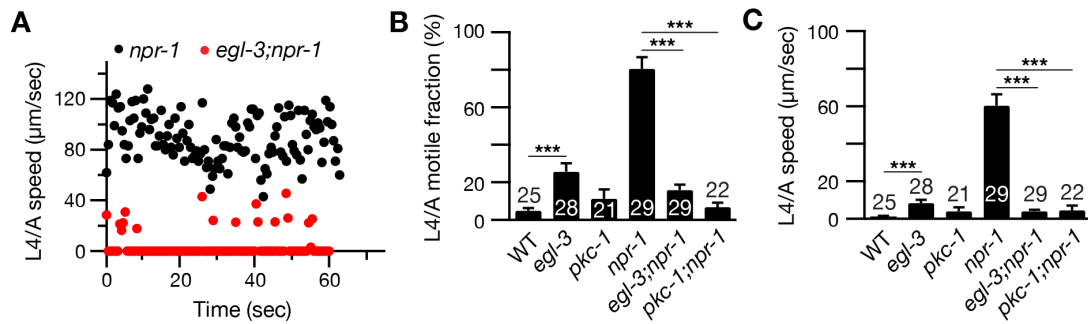 A
npr-1
egl-3;npr-1
L4/A speed (µm/sec)
120
80
40
0
0
20
40
60
Time (sec)
B
L4/A motile fraction (%)
100
60
20
0
25
28
21
29
29
22
***
***
***
WT
egl-3
pkc-1
npr-1
egl-3;npr-1
pkc-1;npr-1
C
L4/A speed (µm/sec)
100
60
20
0
25
28
21
29
29
22
***
***
***
WT
egl-3
pkc-1
npr-1
egl-3;npr-1
pkc-1;npr-1